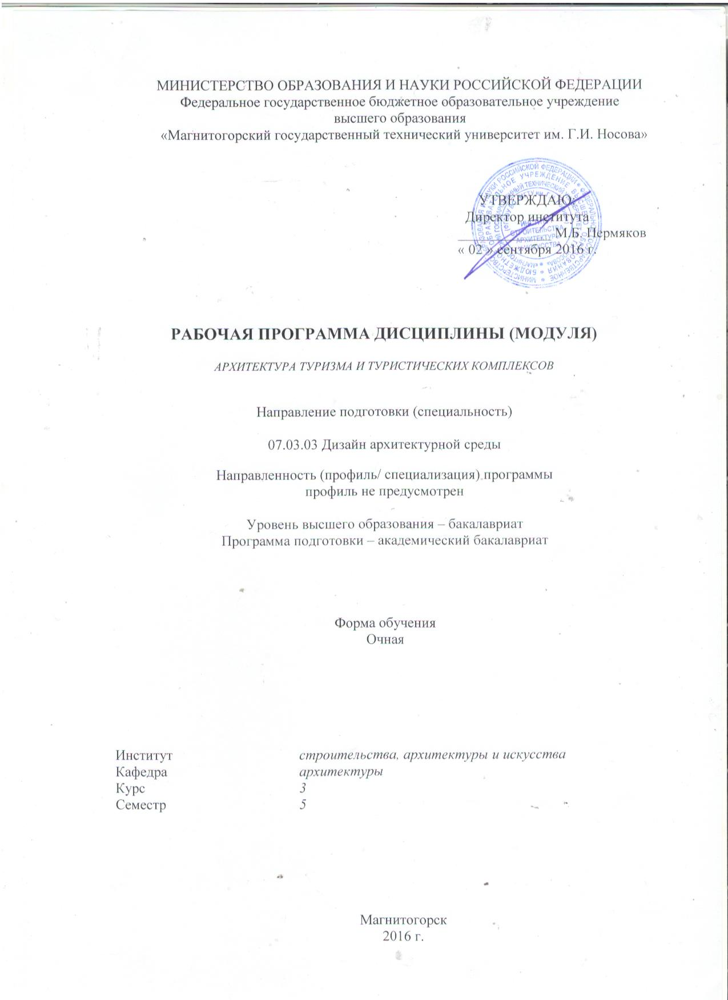 МИНИСТЕРСТВО ОБРАЗОВАНИЯ И НАУКИ РОССИЙСКОЙ ФЕДЕРАЦИИ
Федеральное государственное бюджетное образовательное учреждение
высшего образования
«Магнитогорский государственный технический университет им. Г.И. Носова»
УТВЕРЖДАЮ:
Директор института
М.Б. Пермяков
« 02 » сентября 2016 г.
РАБОЧАЯ ПРОГРАММА ДИСЦИПЛИНЫ (МОДУЛЯ)
АРХИТЕКТУРА ТУРИЗМА И ТУРИСТИЧЕСКИХ КОМПЛЕКСОВ
Направление подготовки (специальность)
07.03.03 Дизайн архитектурной среды
Направленность (профиль/ специализация) программы
профиль не предусмотрен
Уровень высшего образования – бакалавриат
Программа подготовки – академический бакалавриат
Форма обучения
Очная
Институт строительства, архитектуры и искусства
Кафедра архитектуры
Курс 3
Семестр 5
Магнитогорск
2016 г.